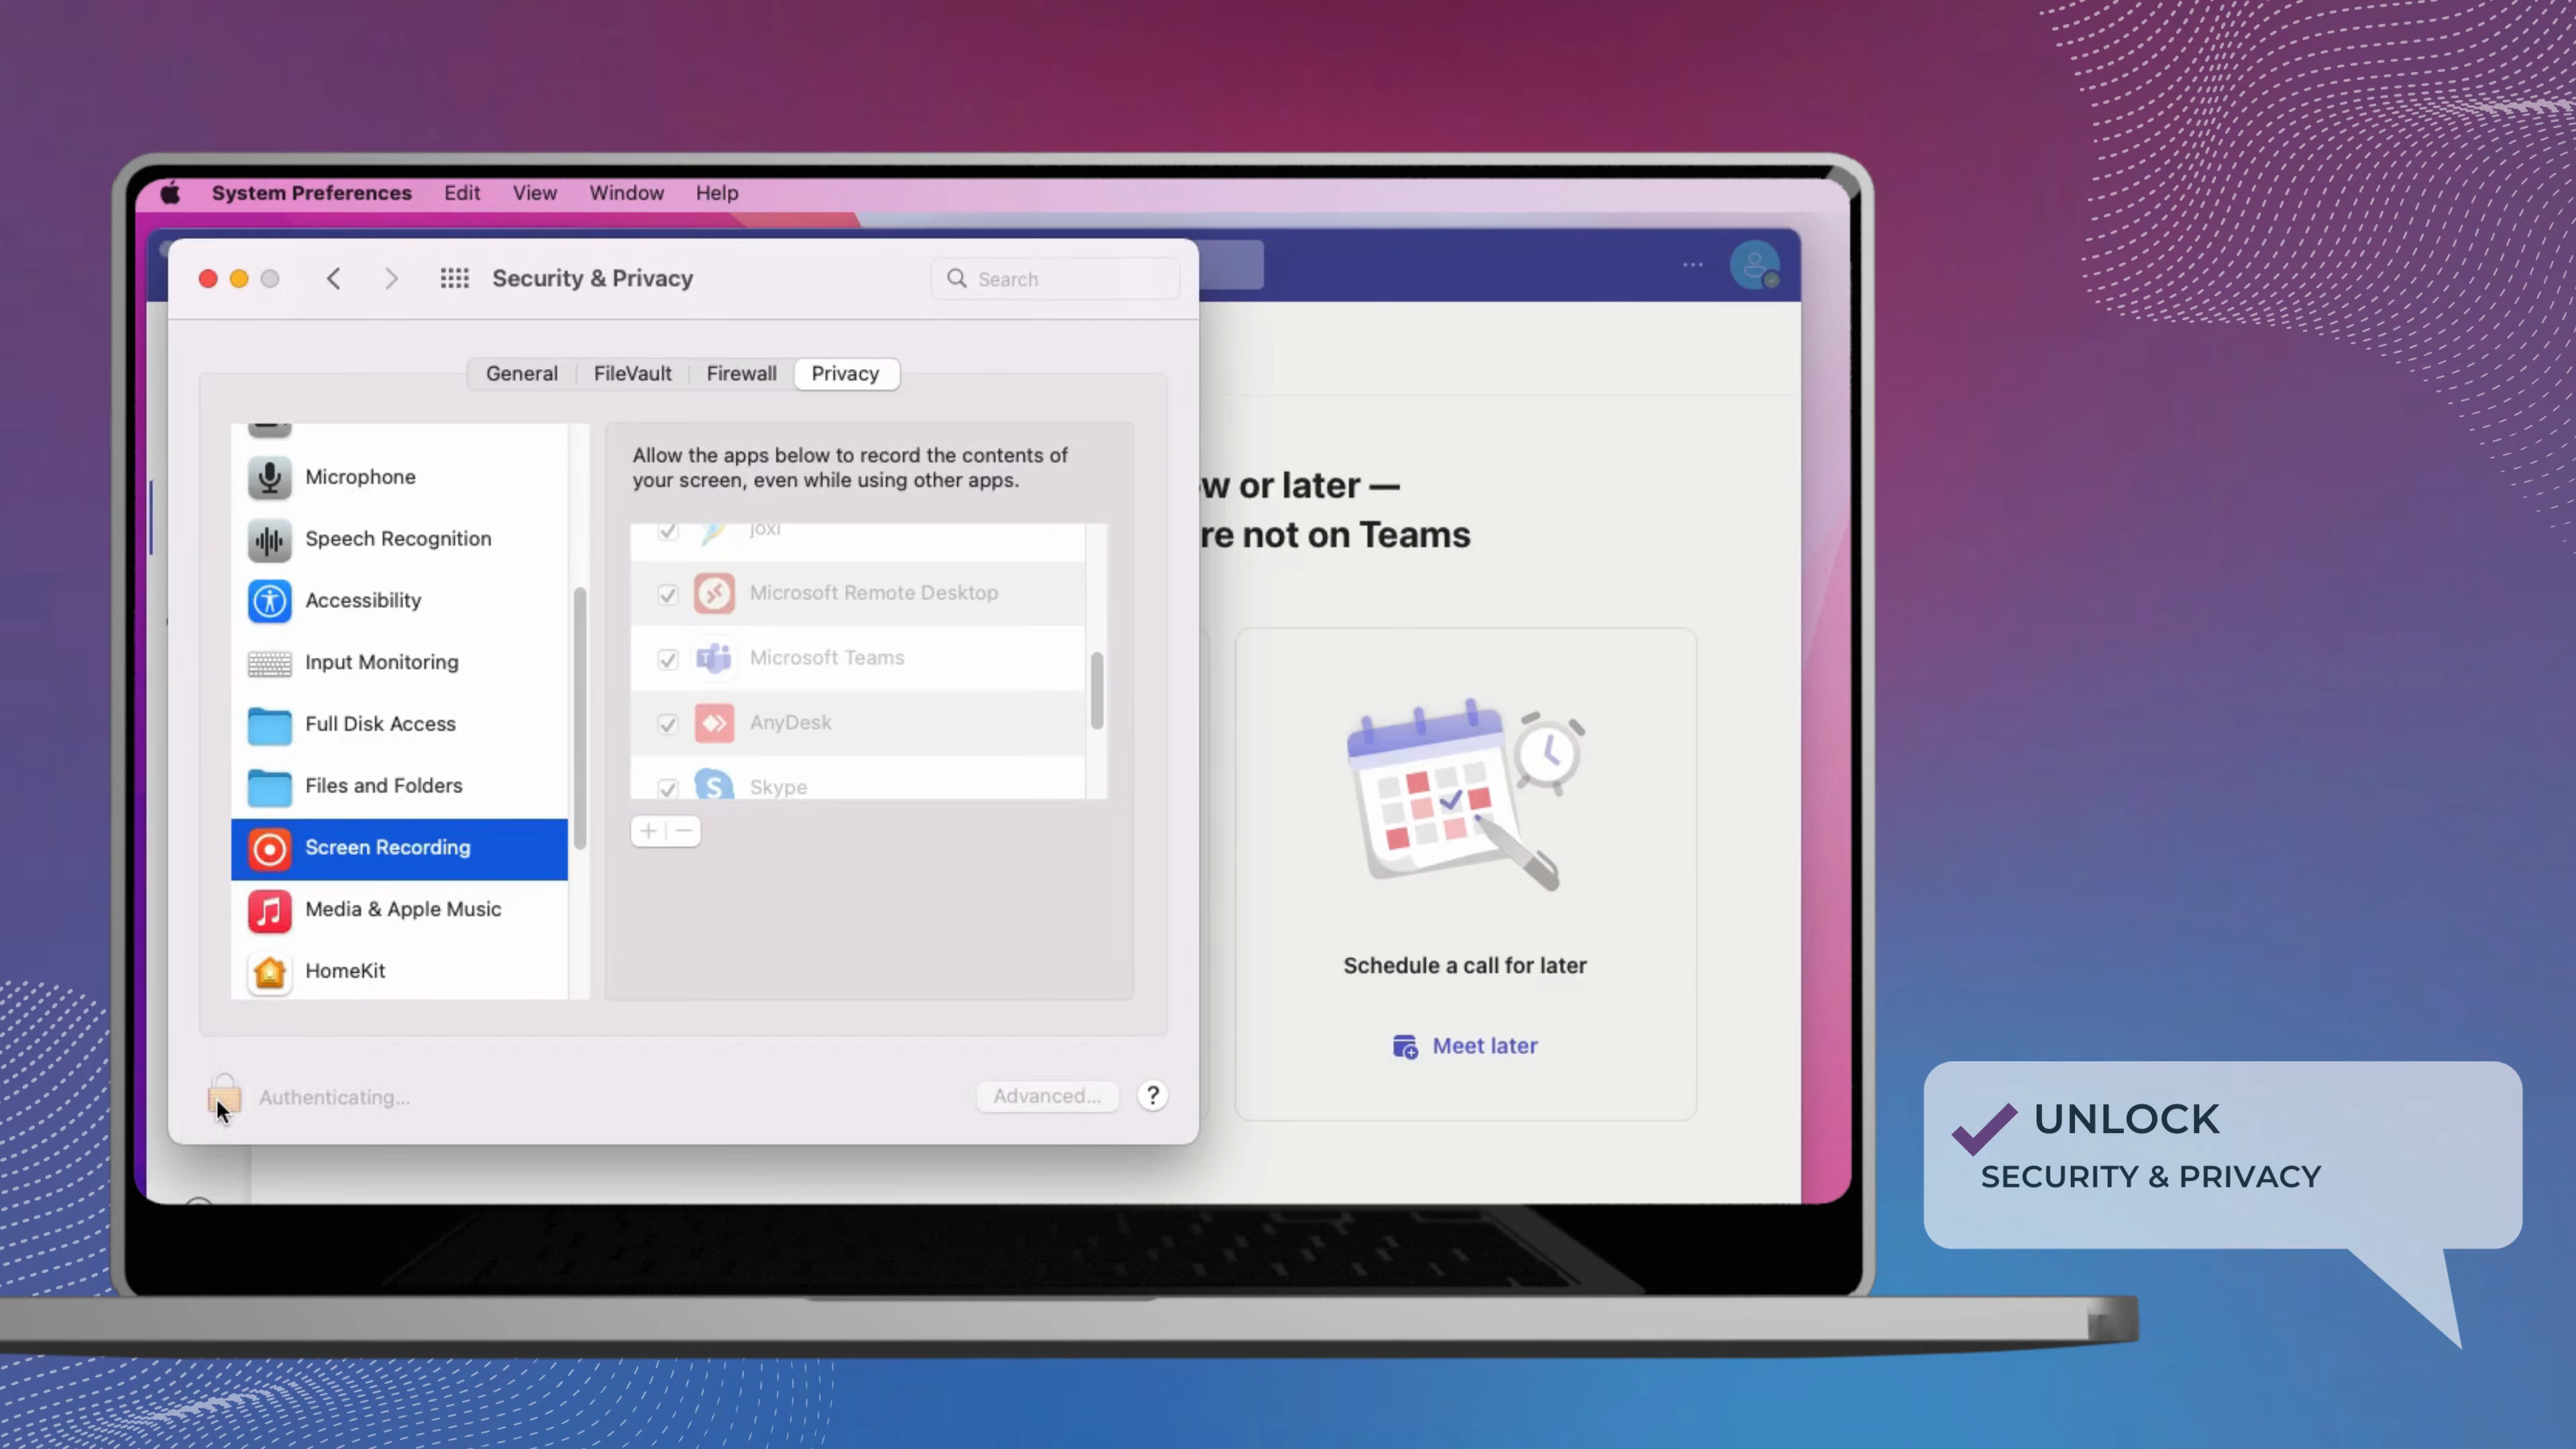 System Preferences Edit View Window Help
Security & Privacy
Search
General FileVault Firewall Privacy
Microphone
Speech Recognition
Accessibility
Input Monitoring
Full Disk Access
Files and Folders
Screen Recording
Media & Apple Music
HomeKit
Allow the apps below to record the contents of
your screen, even while using other apps.
Joxi
Microsoft Remote Desktop
Microsoft Teams
AnyDesk
Skype
Authenticating...
Advanced...
?
w or later —
re not on Teams
Schedule a call for later
Meet later
UNLOCK
SECURITY & PRIVACY